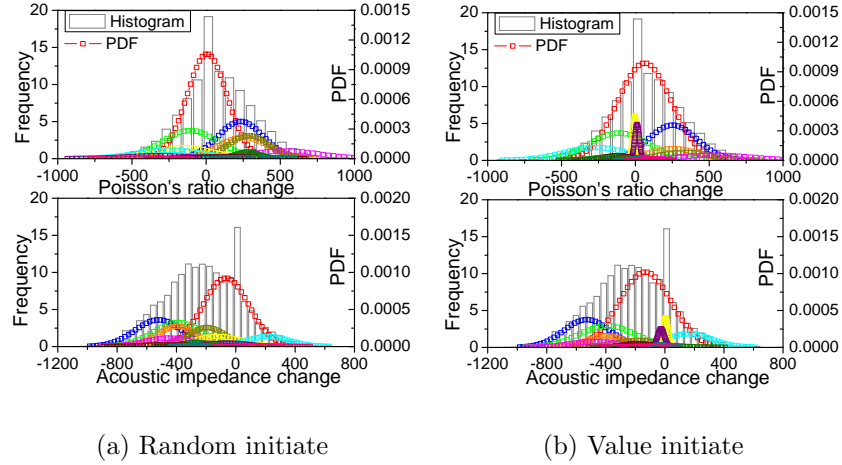 20
15
10
5
0
Frequency
Histogram
PDF
0.0015
0.0012
0.0009
0.0006
0.0003
0.0000
PDF
-1000 -500 0 500 1000
Poisson's ratio change
20
15
10
5
0
Frequency
0.0020
0.0015
0.0010
0.0005
0.0000
PDF
-1200 -800 -400 0 400
Acoustic impedance change
(a) Random initiate
20
15
10
5
0
Frequency
Histogram
PDF
0.0015
0.0012
0.0009
0.0006
0.0003
0.0000
PDF
-1000 -500 0 500 1000
Poisson's ratio change
20
15
10
5
0
Frequency
0.0020
0.0015
0.0010
0.0005
0.0000
PDF
-1200 -800 -400 0 400
Acoustic impedance change
(b) Value initiate